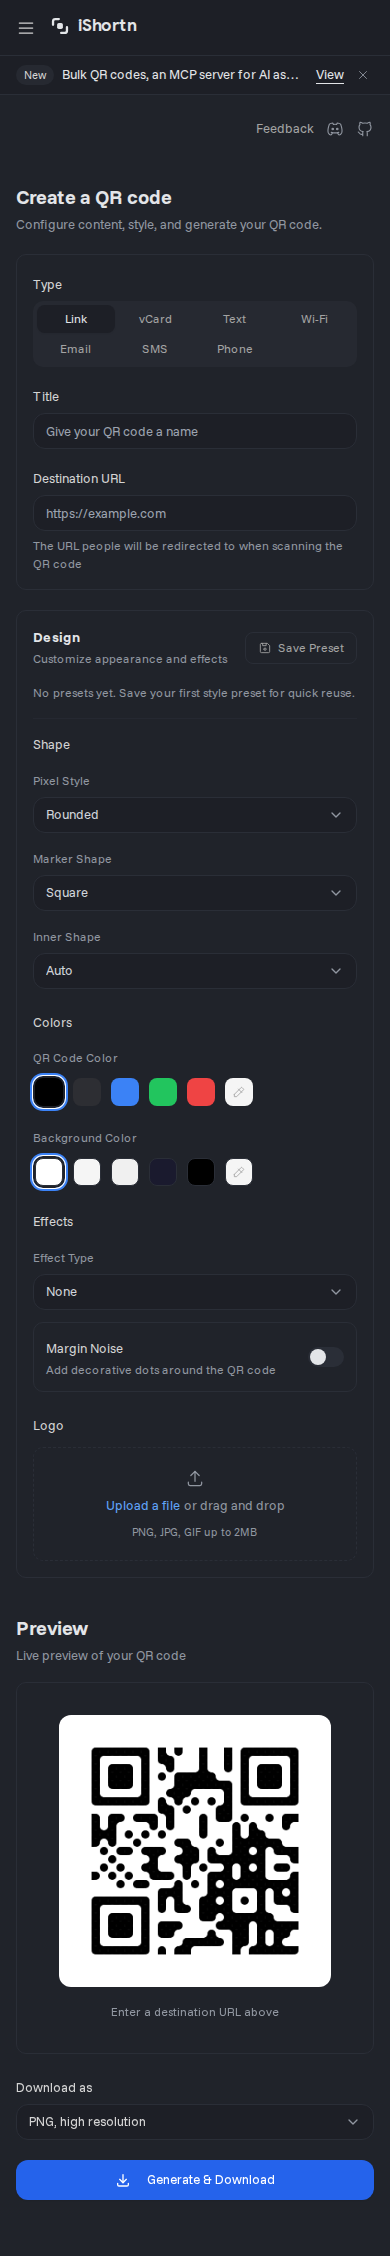 iShortn
New Bulk QR codes, an MCP server for AI as... View
Feedback
Create a QR code
Configure content, style, and generate your QR code.
Type
Link vCard Text Wi-Fi
Email SMS Phone
Title
Give your QR code a name
Destination URL
https://example.com
The URL people will be redirected to when scanning the
QR code
Design
Customize appearance and effects
Save Preset
No presets yet. Save your first style preset for quick reuse.
Shape
Pixel Style
Rounded
Marker Shape
Square
Inner Shape
Auto
Colors
QR Code Color
Background Color
Effects
Effect Type
None
Margin Noise
Add decorative dots around the QR code
Logo
Upload a file or drag and drop
PNG, JPG, GIF up to 2MB
Preview
Live preview of your QR code
Enter a destination URL above
Download as
PNG, high resolution
Generate & Download